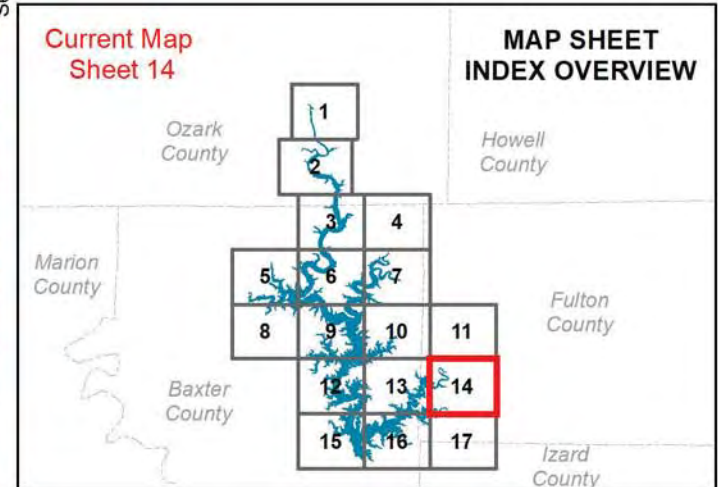 Current Map
Sheet 14
MAP SHEET
INDEX OVERVIEW
1
Ozark
County
Howell
County
2
3
4
Marion
County
5
6
7
Fulton
County
8
9
10
11
Baxter
County
12
13
14
15
16
17
Izard
County